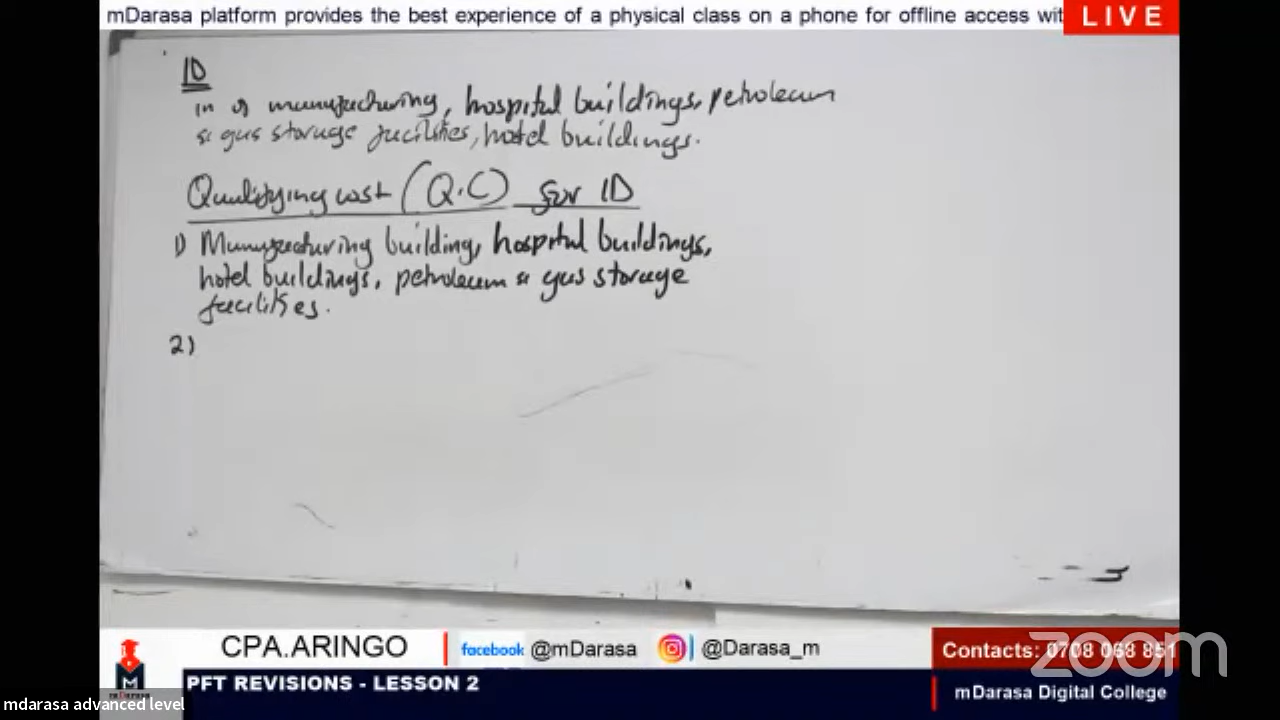 mDarasa platform provides the best experience of a physical class on a phone for offline access wit
LIVE
ID
in of manufacturing, hospital buildings, petroleum
& gas storage facilities, hotel buildings.
Qualifying cost (Q.C) for ID
1) Manufacturing building, hospital buildings,
hotel buildings, petroleum & gas storage
facilities.
2)
CPA.ARINGO
facebook @mDarasa
@Darasa_m
Contacts: 0708 068 851
zoom
PFT REVISIONS - LESSON 2
mDarasa Digital College
mdarasa advanced level